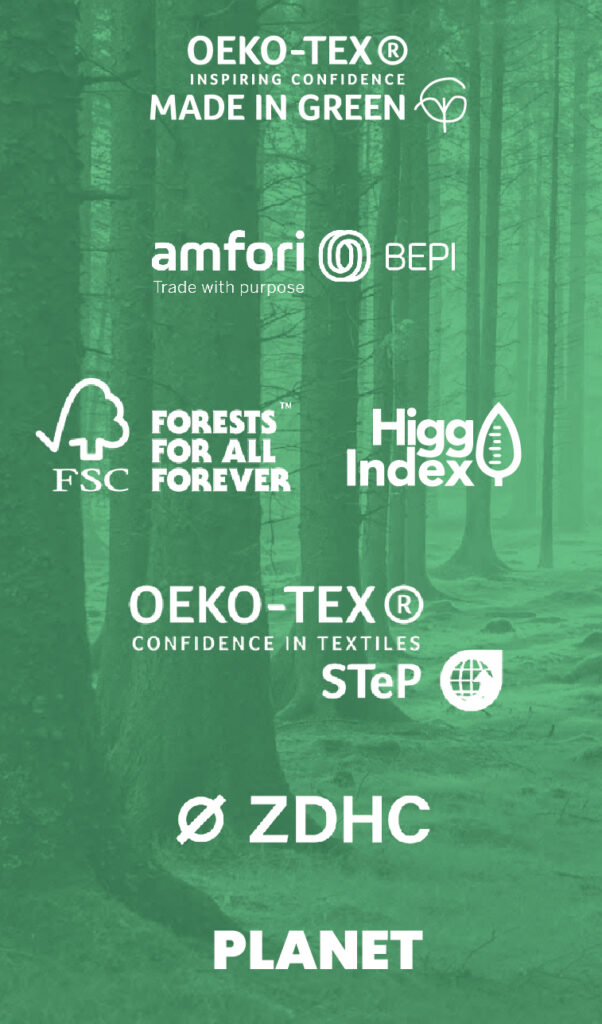 OEKO-TEX®
INSPIRING CONFIDENCE
MADE IN GREEN
amfori BEPI
Trade with purpose
FSC
FORESTS™
FOR ALL
FOREVER
Higg
Index
OEKO-TEX®
CONFIDENCE IN TEXTILES
STeP
ZDHC
PLANET